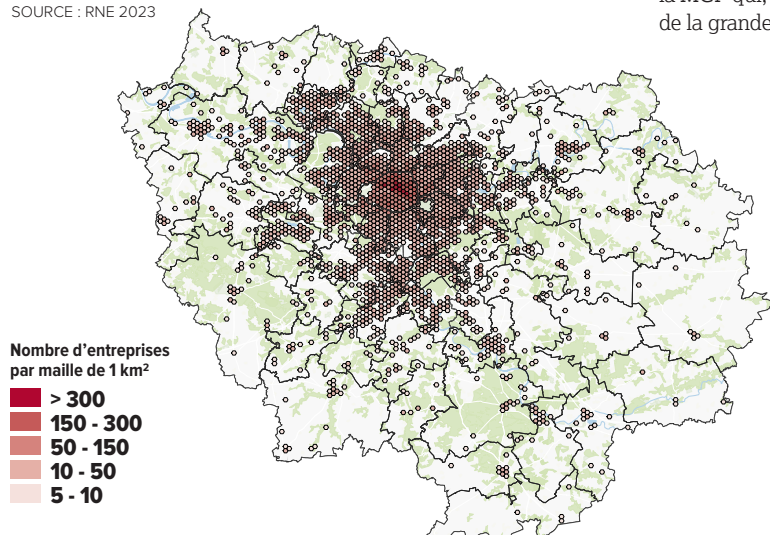 SOURCE : RNE 2023
de la grande
Nombre d'entreprises
par maille de 1 km²
> 300
150 - 300
50 - 150
10 - 50
5 - 10